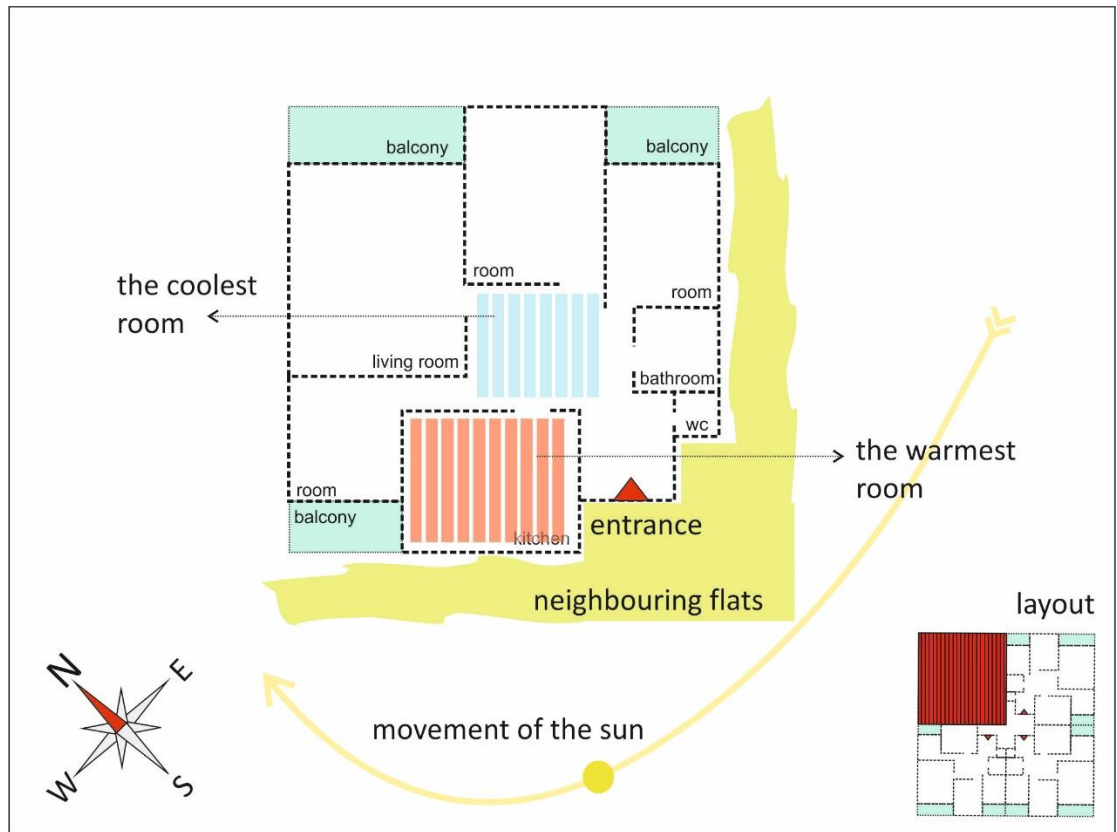 balcony
balcony
room
the coolest
room
room
living room
bathroom
wc
the warmest
room
room
balcony
kitchen
entrance
neighbouring flats
layout
movement of the sun
N
E
W
S